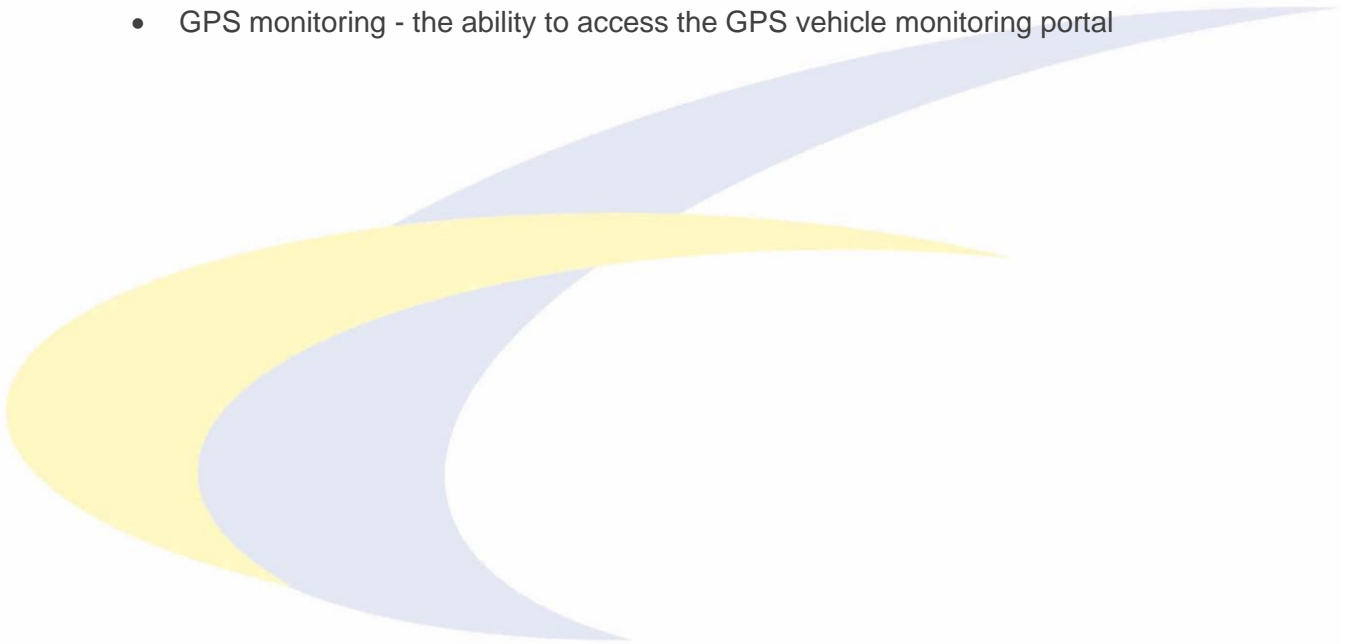 • GPS monitoring - the ability to access the GPS vehicle monitoring portal